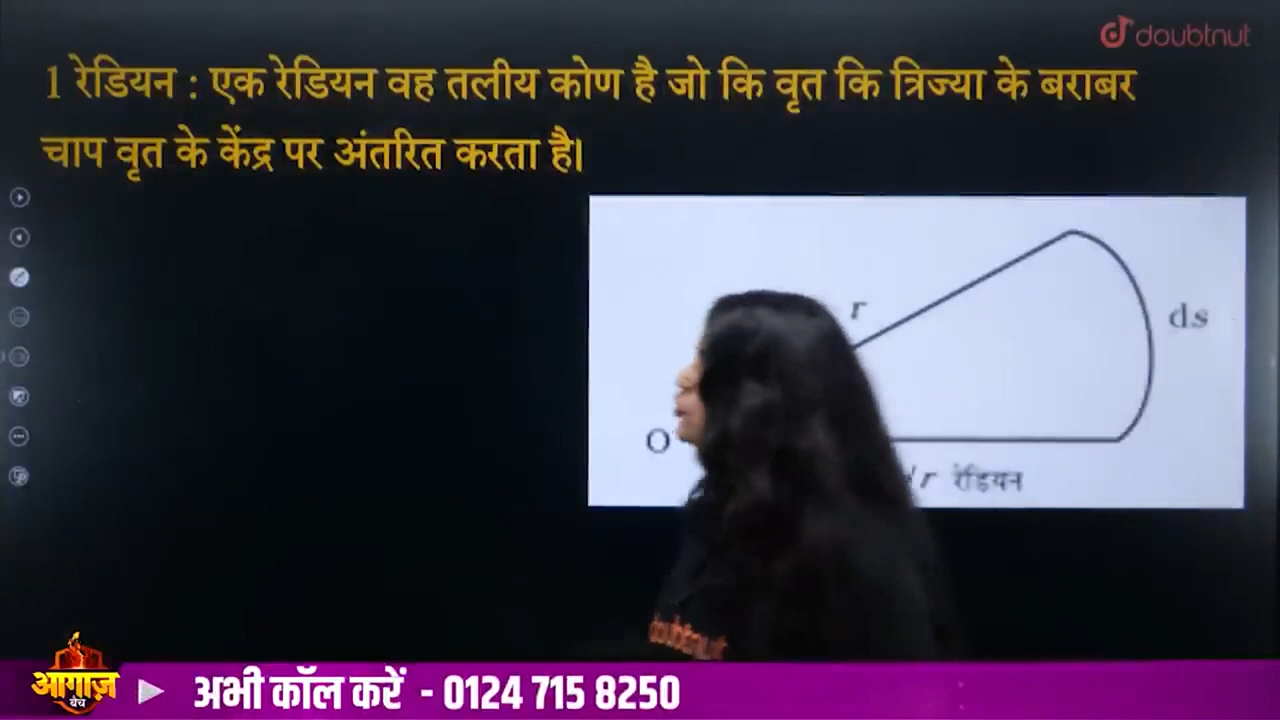 doubtnut
1 रेडियन : एक रेडियन वह तलीय कोण है जो कि वृत कि त्रिज्या के बराबर
चाप वृत के केंद्र पर अंतरित करता है।
r
ds
O
r रेडियन
doubtnut
आगाज़
बैच
अभी कॉल करें - 0124 715 8250